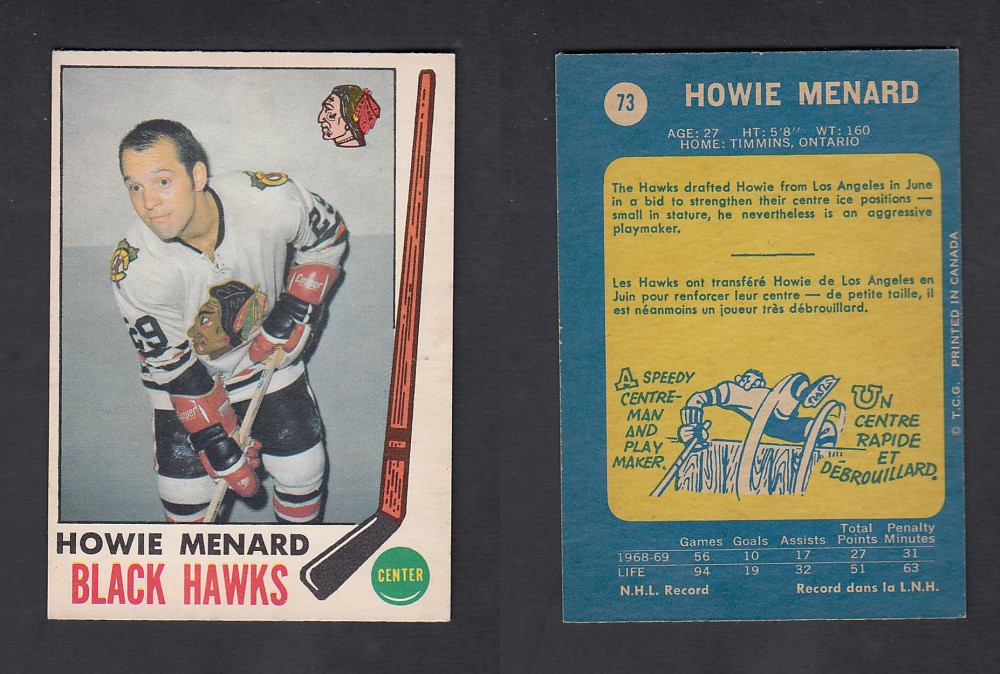 29
29
Cooper
Cooper
HOWIE MENARD
BLACK HAWKS
CENTER
73
HOWIE MENARD
AGE: 27 HT: 5'8" WT: 160
HOME: TIMMINS, ONTARIO
The Hawks drafted Howie from Los Angeles in June
in a bid to strengthen their centre ice positions —
small in stature, he nevertheless is an aggressive
playmaker.
Les Hawks ont transféré Howie de Los Angeles en
Juin pour renforcer leur centre — de petite taille, il
est néanmoins un joueur très débrouillard.
A SPEEDY
CENTRE-
MAN
AND
PLAY
MAKER.
UN
CENTRE
RAPIDE
ET
DÉBROUILLARD.
Games Goals Assists Total Points Penalty Minutes
1968-69 56 10 17 27 31
LIFE 94 19 32 51 63
N.H.L. Record Record dans la L.N.H.
© T.C.G. PRINTED IN CANADA